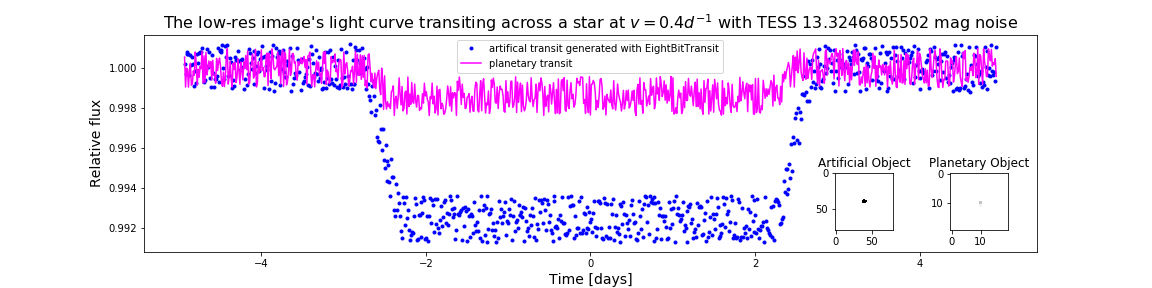 The low-res image's light curve transiting across a star at v = 0.4d⁻¹ with TESS 13.3246805502 mag noise
artifical transit generated with EightBitTransit
planetary transit
Relative flux
1.000
0.998
0.996
0.994
0.992
−4
−2
0
2
4
Time [days]
Artificial Object
0
50
0
50
Planetary Object
0
10
0
10